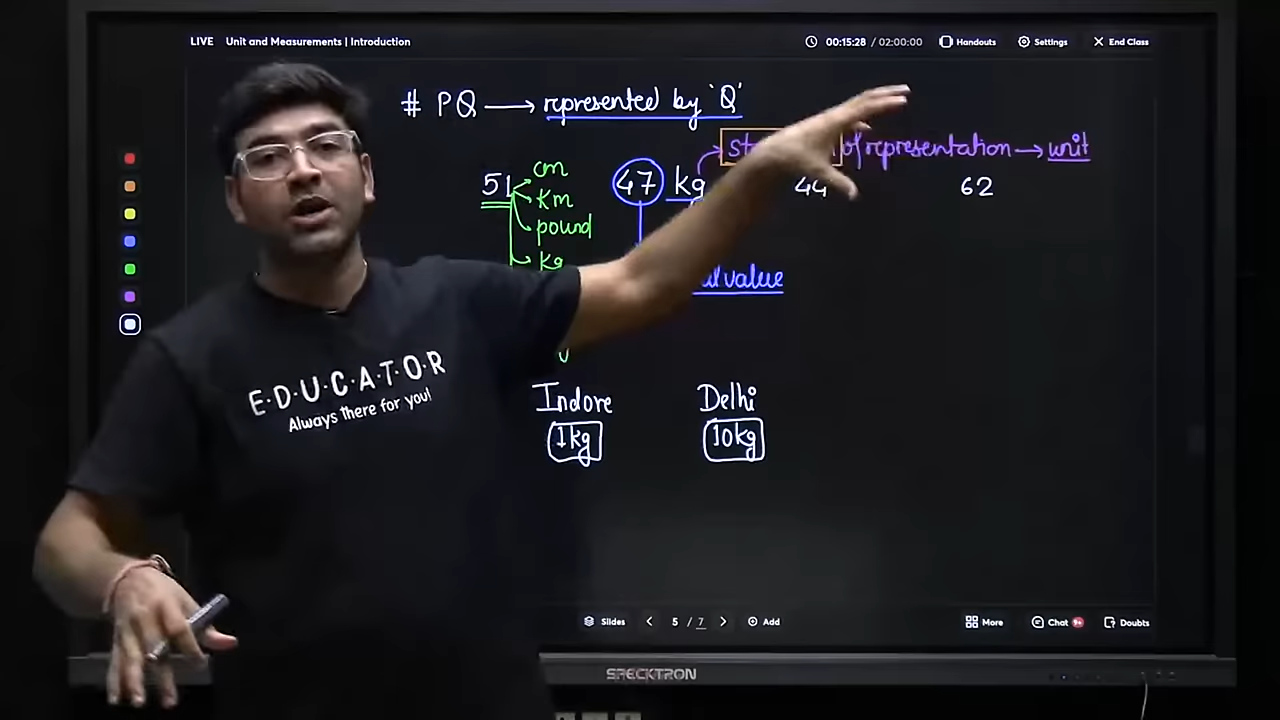 LIVE Unit and Measurements | Introduction 00:15:28 / 02:00:00 Handouts Settings End Class
# PQ → represented by 'Q'
of representation → unit
51 cm 47 kg 44 62
Km
pound
kg
value
E.D.U.C.A.T.O.R
Always there for you!
Indore Delhi
1kg 10kg
Slides 5 / 7 Add More Chat 9+ Doubts
SPECKTRON